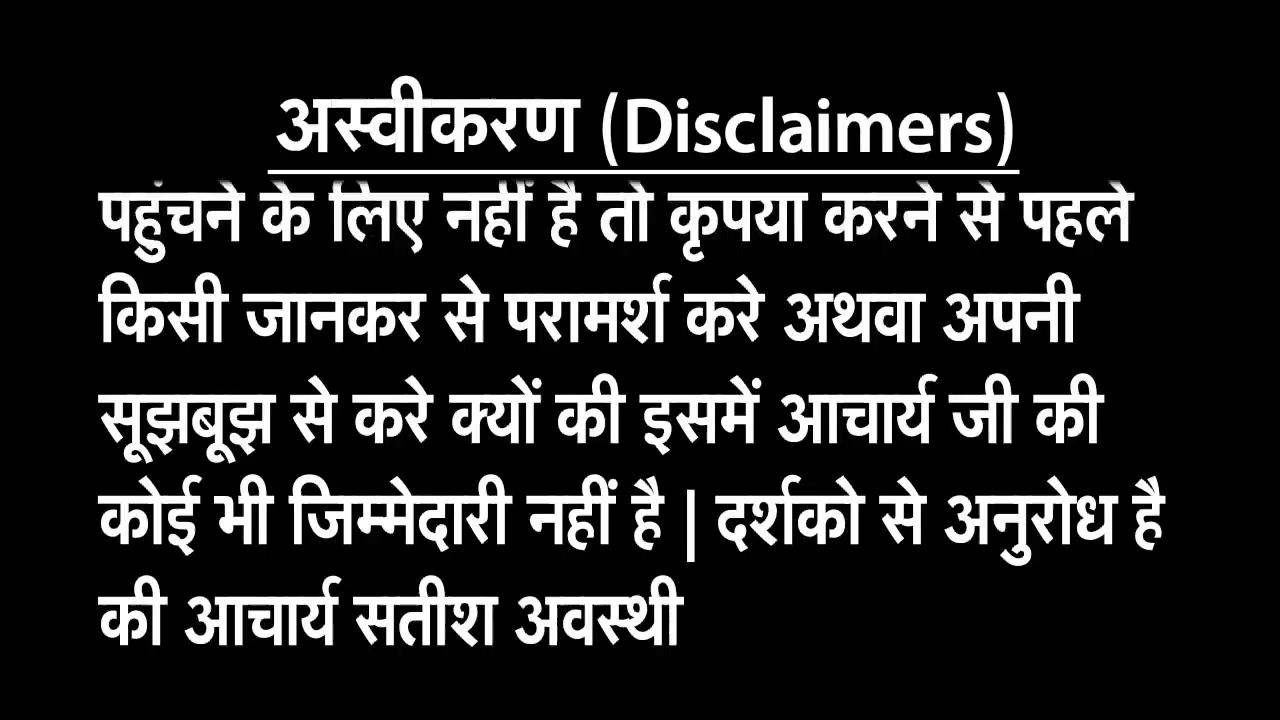 अस्वीकरण (Disclaimers)
पहुंचने के लिए नहीं है तो कृपया करने से पहले
किसी जानकर से परामर्श करे अथवा अपनी
सूझबूझ से करे क्यों की इसमें आचार्य जी की
कोई भी जिम्मेदारी नहीं है | दर्शको से अनुरोध है
की आचार्य सतीश अवस्थी